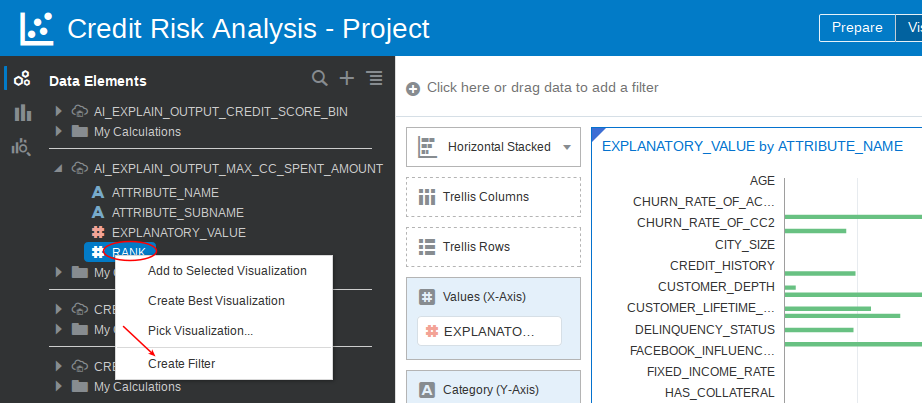 Credit Risk Analysis - Project
Prepare
Data Elements
AI_EXPLAIN_OUTPUT_CREDIT_SCORE_BIN
My Calculations
AI_EXPLAIN_OUTPUT_MAX_CC_SPENT_AMOUNT
A ATTRIBUTE_NAME
A ATTRIBUTE_SUBNAME
# EXPLANATORY_VALUE
# RANK
My C
CRE
My C
CRE
My Calculations
Add to Selected Visualization
Create Best Visualization
Pick Visualization...
Create Filter
Click here or drag data to add a filter
Horizontal Stacked
Trellis Columns
Trellis Rows
# Values (X-Axis)
# EXPLANATO...
A Category (Y-Axis)
EXPLANATORY_VALUE by ATTRIBUTE_NAME
AGE
CHURN_RATE_OF_AC...
CHURN_RATE_OF_CC2
CITY_SIZE
CREDIT_HISTORY
CUSTOMER_DEPTH
CUSTOMER_LIFETIME_...
DELINQUENCY_STATUS
FACEBOOK_INFLUENC...
FIXED_INCOME_RATE
HAS_COLLATERAL